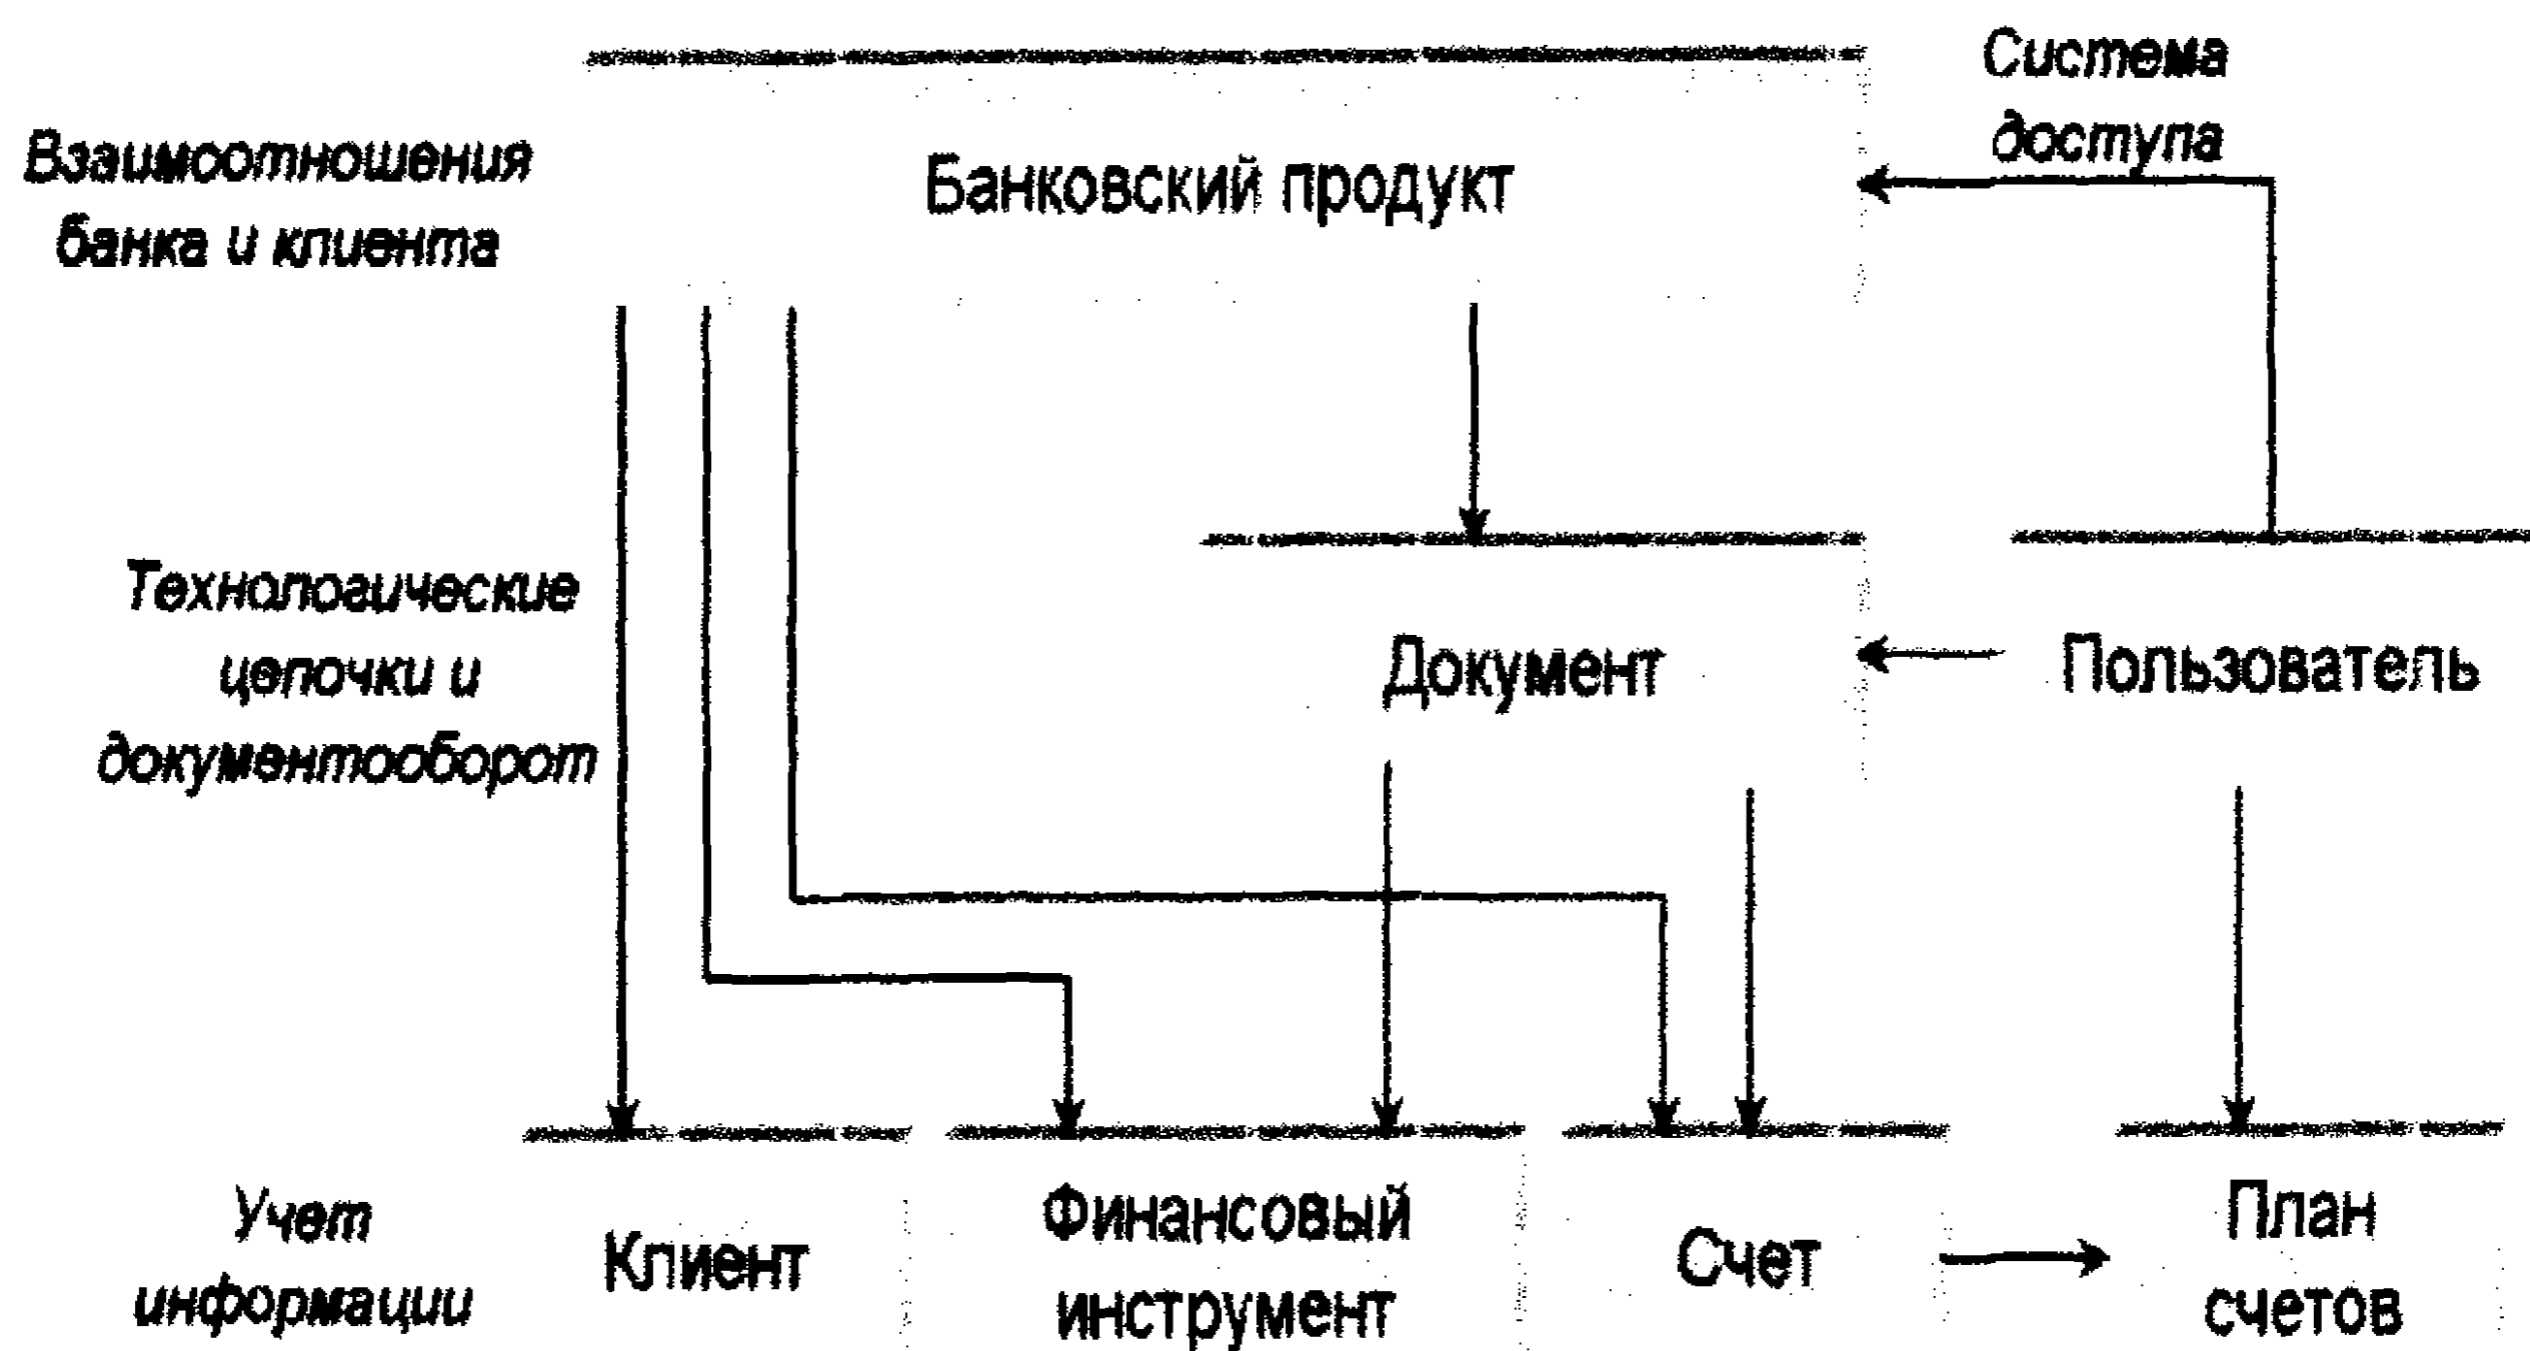 Система
доступа
Взаимоотношения
банка и клиента
Банковский продукт
Технологические
цепочки и
документооборот
Документ
Пользователь
Учет
информации
Клиент
Финансовый
инструмент
Счет
План
счетов